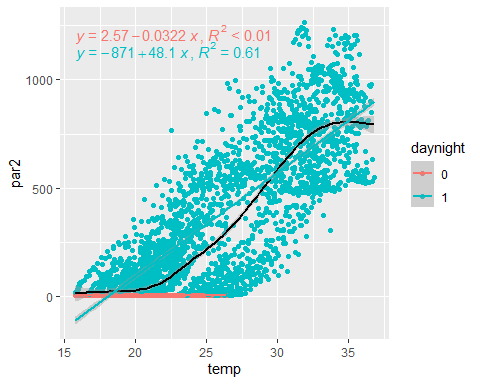 y = 2.57 − 0.0322 x, R² < 0.01
y = −871 + 48.1 x, R² = 0.61
1000
500
0
par2
15
20
25
30
35
temp
daynight
0
1